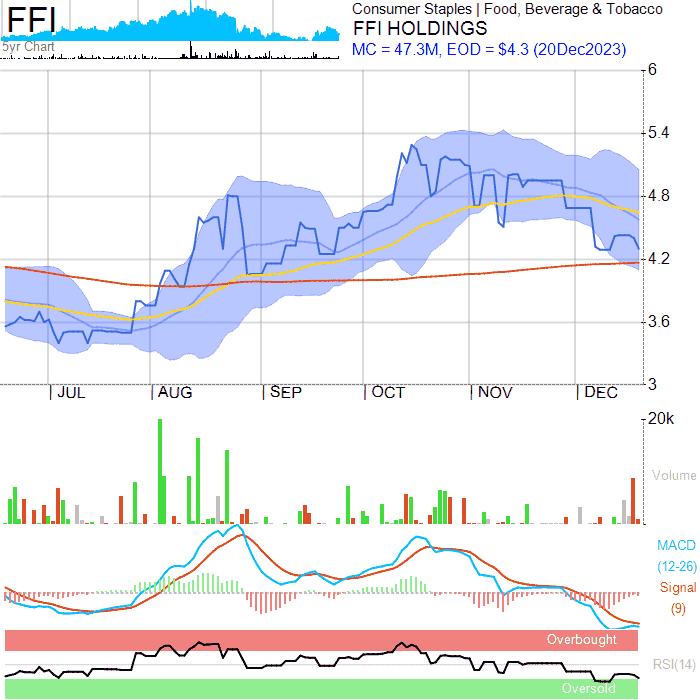 FFI
5yr Chart
Consumer Staples | Food, Beverage & Tobacco
FFI HOLDINGS
MC = 47.3M, EOD = $4.3 (20Dec2023)
6
5.4
4.8
4.2
3.6
3
JUL AUG SEP OCT NOV DEC
20k
Volume
MACD
(12-26)
Signal
(9)
Overbought
RSI(14)
Oversold